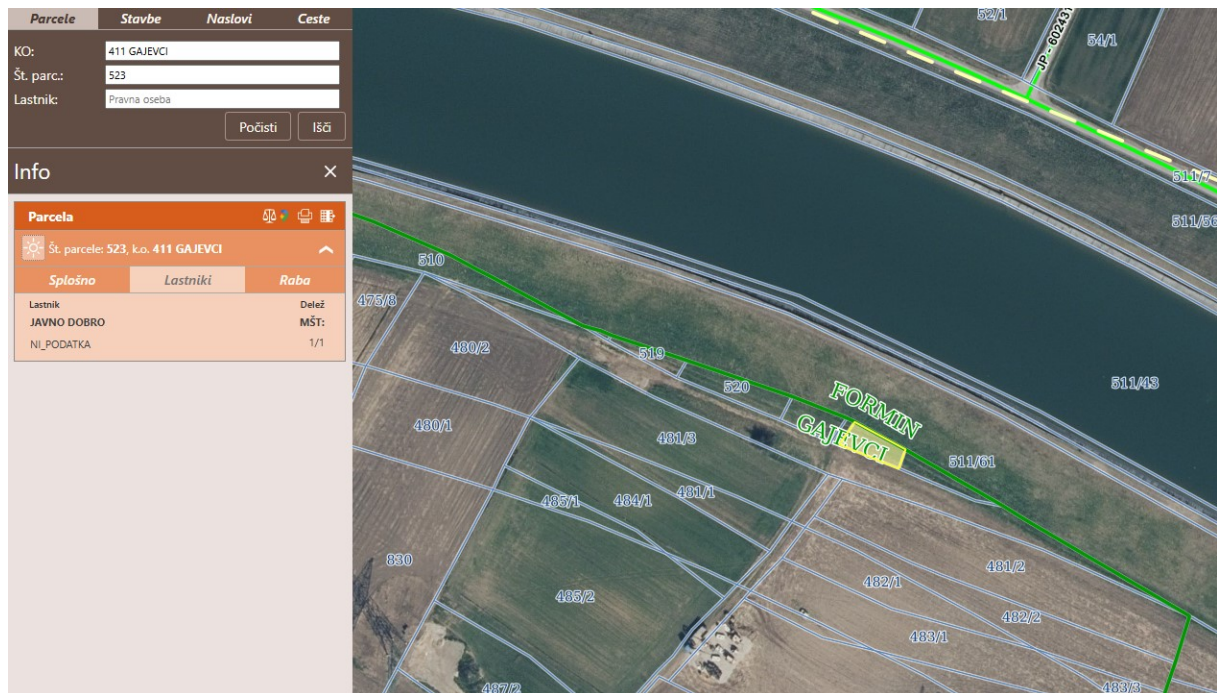 Parcele Stavbe Naslovi Ceste
KO: 411 GAJEVCI
Št. parc.: 523
Lastnik: Pravna oseba
Počisti Išči
Info
Parcela
Št. parcele: 523, k.o. 411 GAJEVCI
Splošno Lastniki Raba
Lastnik Delež
JAVNO DOBRO MŠT:
NI_PODATKA 1/1
52/1
54/1
JP - 602431
511/7
511/56
510
475/8
480/2
519
520
511/43
FORMIN
GAJEVCI
480/1
481/3
511/61
485/1
484/1
481/1
830
481/2
482/1
485/2
482/2
483/1
487/2
483/3